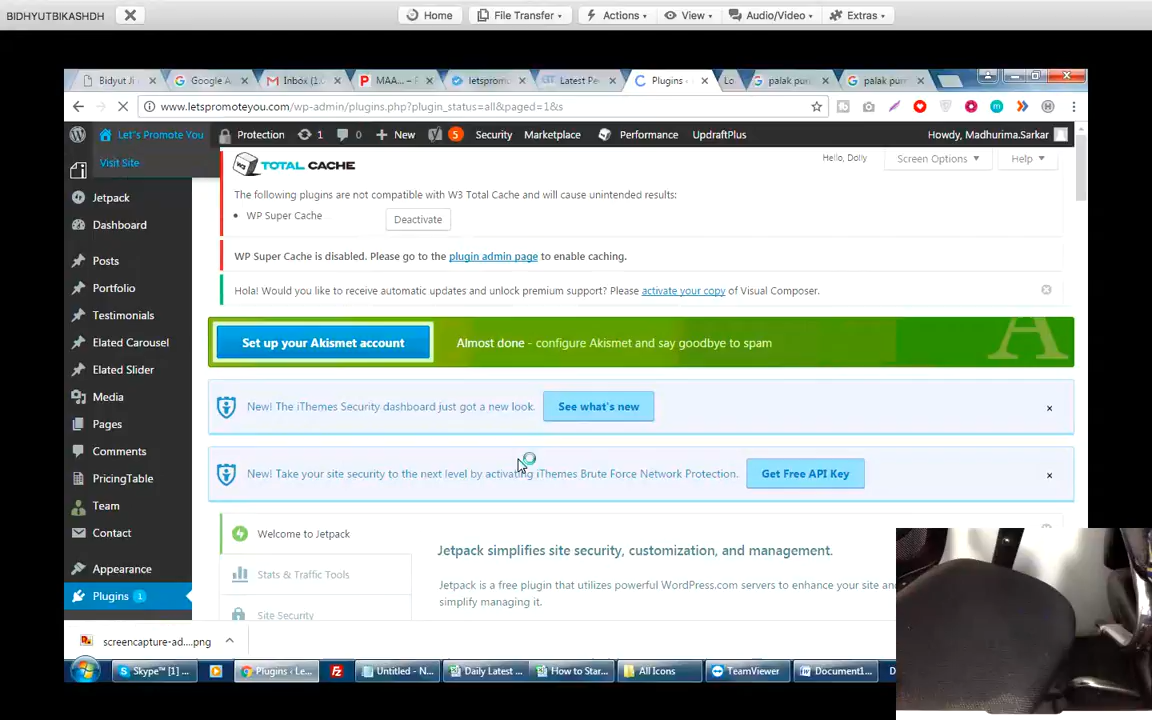 BIDHYUTBIKASHDH
Home
File Transfer
Actions
View
Audio/Video
Extras
Bidyut Ji
Google A
Inbox (1
MAA... –
letsprom
Latest Pe
Plugins ‹
Lo
palak pur
palak pur
www.letspromoteyou.com/wp-admin/plugins.php?plugin_status=all&paged=1&s
Let's Promote You
Protection
1
0
New
5
Security
Marketplace
Performance
UpdraftPlus
Howdy, Madhurima.Sarkar
Visit Site
TOTAL CACHE
Hello, Dolly
Screen Options
Help
The following plugins are not compatible with W3 Total Cache and will cause unintended results:
WP Super Cache
Deactivate
WP Super Cache is disabled. Please go to the plugin admin page to enable caching.
Hola! Would you like to receive automatic updates and unlock premium support? Please activate your copy of Visual Composer.
Set up your Akismet account
Almost done - configure Akismet and say goodbye to spam
A
New! The iThemes Security dashboard just got a new look.
See what's new
New! Take your site security to the next level by activating iThemes Brute Force Network Protection.
Get Free API Key
Welcome to Jetpack
Stats & Traffic Tools
Site Security
Jetpack simplifies site security, customization, and management.
Jetpack is a free plugin that utilizes powerful WordPress.com servers to enhance your site an
simplify managing it.
Jetpack
Dashboard
Posts
Portfolio
Testimonials
Elated Carousel
Elated Slider
Media
Pages
Comments
PricingTable
Team
Contact
Appearance
Plugins 1
screencapture-ad....png
Skype™ [1] ...
Plugins ‹ Le...
Untitled - N...
Daily Latest ...
How to Star...
All Icons
TeamViewer
Document1...
D